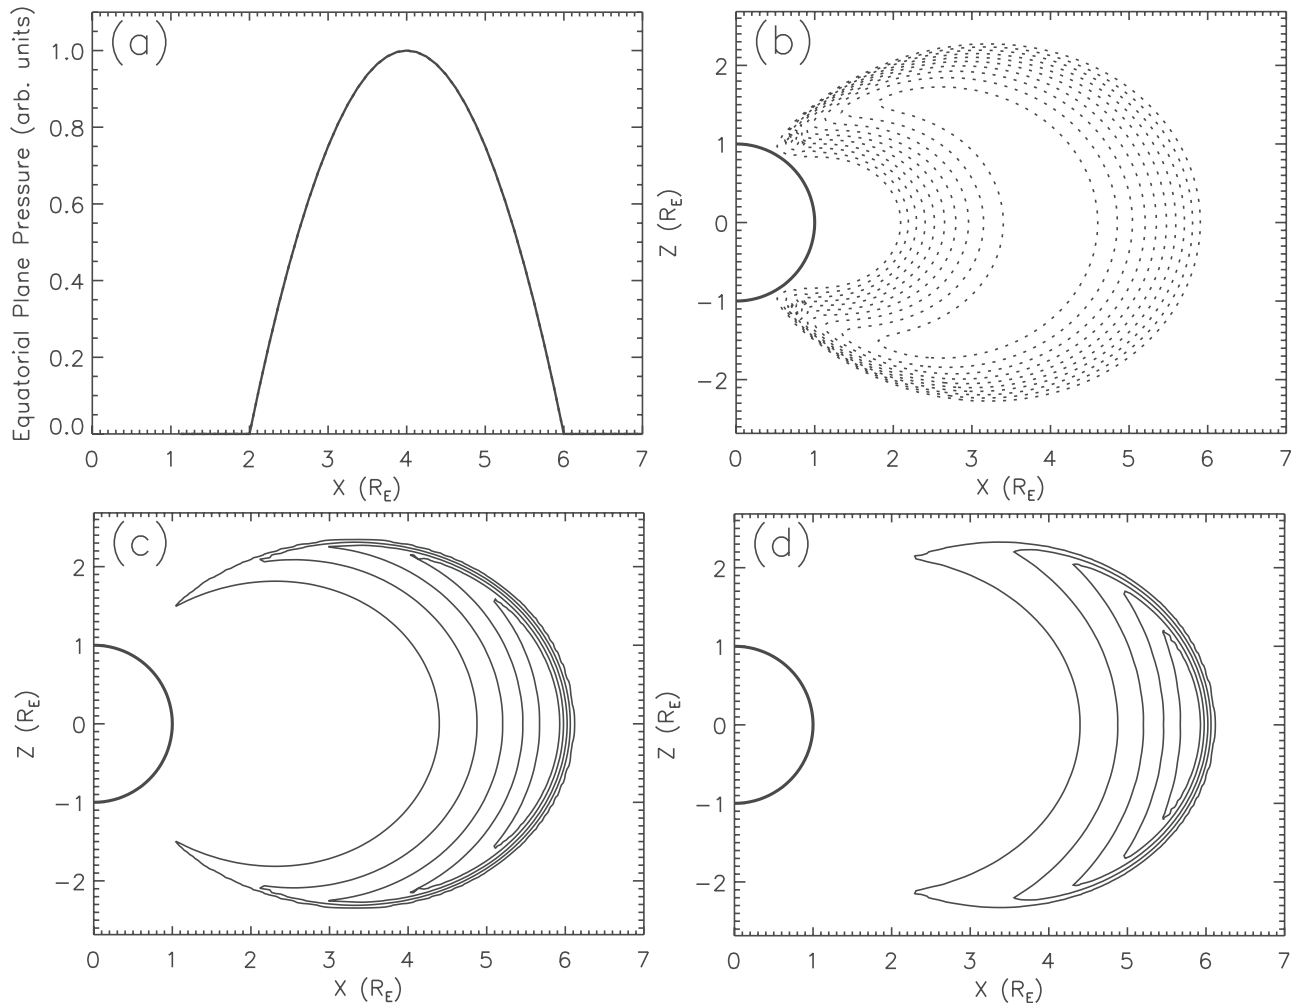 (a)
Equatorial Plane Pressure (arb. units)
1.0
0.8
0.6
0.4
0.2
0.0
0 1 2 3 4 5 6 7
X (R_E)
(b)
Z (R_E)
2
1
0
−1
−2
0 1 2 3 4 5 6 7
X (R_E)
(c)
Z (R_E)
2
1
0
−1
−2
0 1 2 3 4 5 6 7
X (R_E)
(d)
Z (R_E)
2
1
0
−1
−2
0 1 2 3 4 5 6 7
X (R_E)